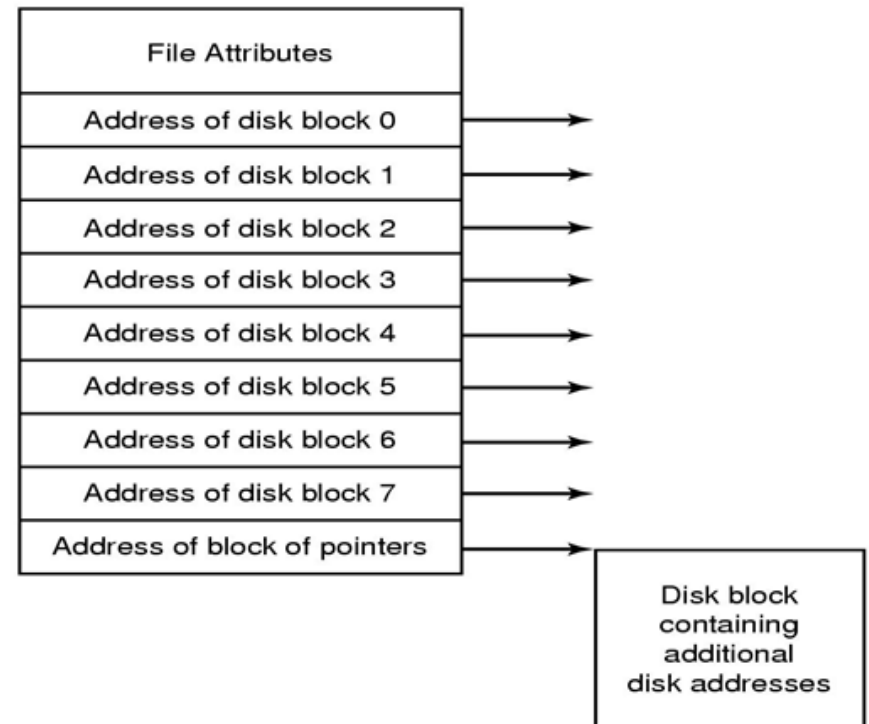 File Attributes
Address of disk block 0
Address of disk block 1
Address of disk block 2
Address of disk block 3
Address of disk block 4
Address of disk block 5
Address of disk block 6
Address of disk block 7
Address of block of pointers
Disk block
containing
additional
disk addresses